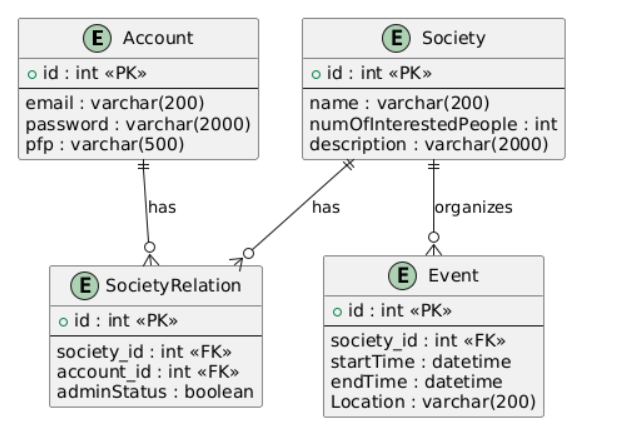 E Account
id : int «PK»
email : varchar(200)
password : varchar(2000)
pfp : varchar(500)
E Society
id : int «PK»
name : varchar(200)
numOfInterestedPeople : int
description : varchar(2000)
has
has
organizes
E SocietyRelation
id : int «PK»
society_id : int «FK»
account_id : int «FK»
adminStatus : boolean
E Event
id : int «PK»
society_id : int «FK»
startTime : datetime
endTime : datetime
Location : varchar(200)